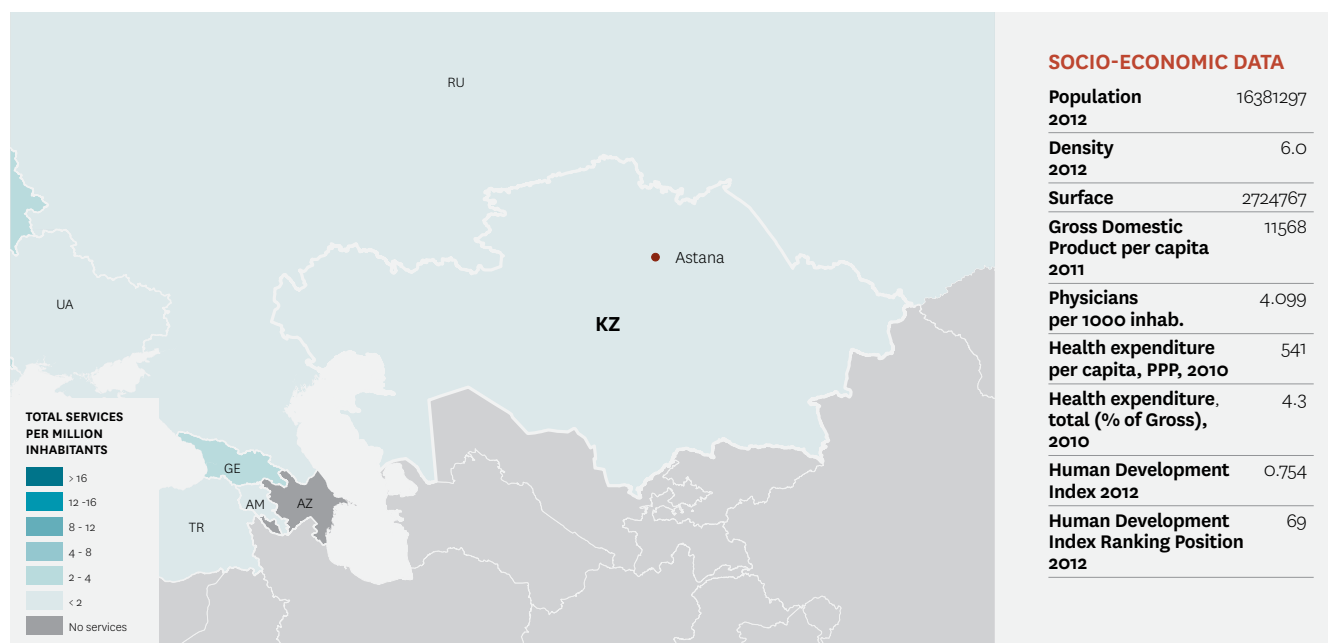 RU
Astana
KZ
UA
GE
AM
AZ
TR
TOTAL SERVICES
PER MILLION
INHABITANTS
> 16
12 -16
8 - 12
4 - 8
2 - 4
< 2
No services
SOCIO-ECONOMIC DATA
Population 16381297
2012
Density 6.0
2012
Surface 2724767
Gross Domestic 11568
Product per capita
2011
Physicians 4.099
per 1000 inhab.
Health expenditure 541
per capita, PPP, 2010
Health expenditure, 4.3
total (% of Gross),
2010
Human Development 0.754
Index 2012
Human Development 69
Index Ranking Position
2012